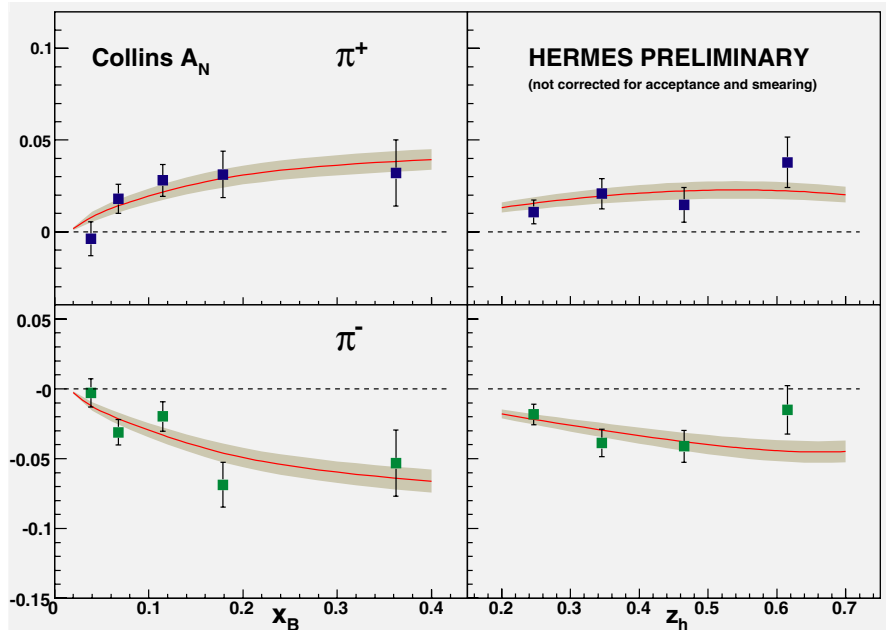 0.1
0.05
0
Collins A_N
π+
HERMES PRELIMINARY
(not corrected for acceptance and smearing)
0.05
-0
-0.05
-0.1
-0.15
π-
0 0.1 0.2 0.3 0.4
x_B
0.2 0.3 0.4 0.5 0.6 0.7
z_h